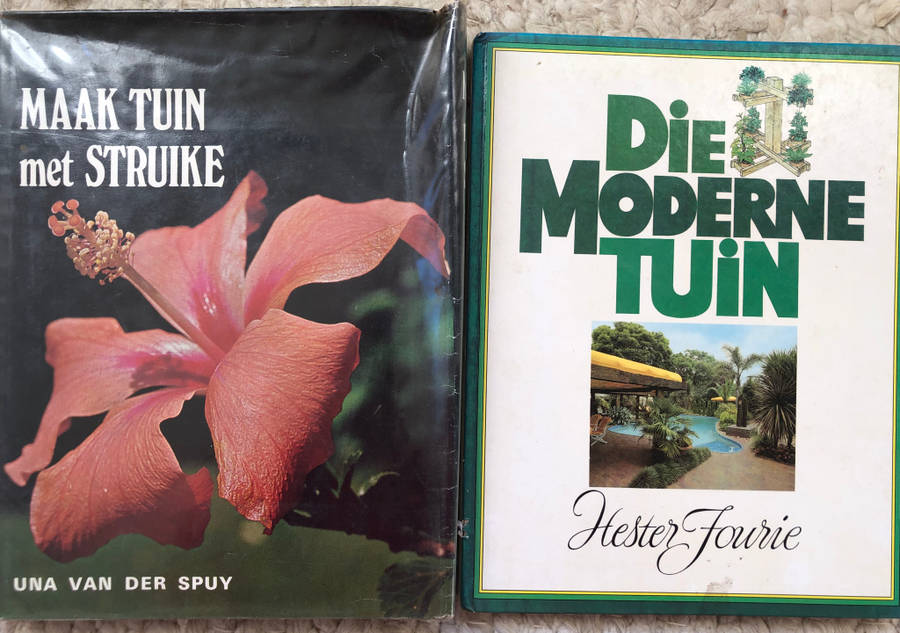 MAAK TUIN
met STRUIKE
UNA VAN DER SPUY
DiE
MODERNE
TUiN
Hester Fourie